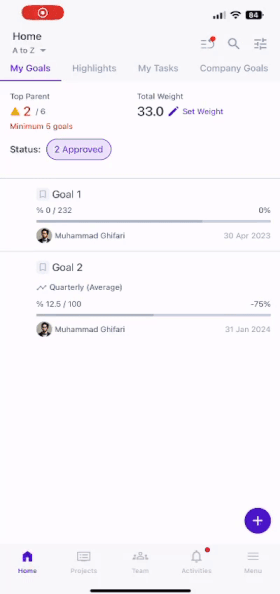 84
Home
A to Z
My Goals
Highlights
My Tasks
Company Goals
Top Parent
Total Weight
2 / 6
33.0
Set Weight
Minimum 5 goals
Status:
2 Approved
Goal 1
% 0 / 232
0%
Muhammad Ghifari
30 Apr 2023
Goal 2
Quarterly (Average)
% 12.5 / 100
-75%
Muhammad Ghifari
31 Jan 2024
Home
Projects
Team
Activities
Menu